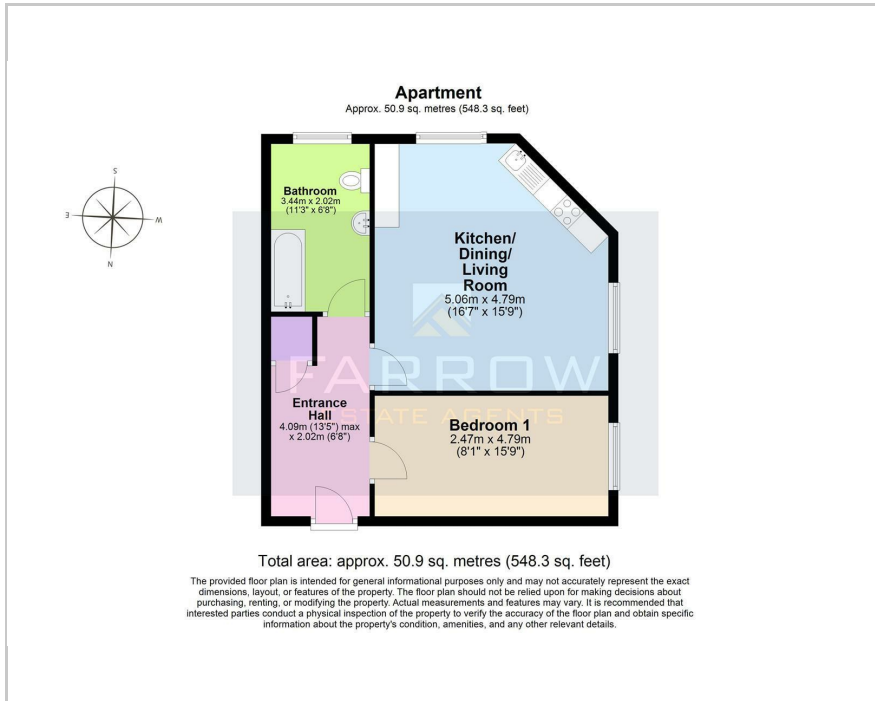 Apartment
Approx. 50.9 sq. metres (548.3 sq. feet)
S
E
W
N
Bathroom
3.44m x 2.02m
(11'3" x 6'8")
Kitchen/
Dining/
Living
Room
5.06m x 4.79m
(16'7" x 15'9")
FARROW
ESTATE AGENTS
Entrance
Hall
4.09m (13'5") max
x 2.02m (6'8")
Bedroom 1
2.47m x 4.79m
(8'1" x 15'9")
Total area: approx. 50.9 sq. metres (548.3 sq. feet)
The provided floor plan is intended for general informational purposes only and may not accurately represent the exact
dimensions, layout, or features of the property. The floor plan should not be relied upon for making decisions about
purchasing, renting, or modifying the property. Actual measurements and features may vary. It is recommended that
interested parties conduct a physical inspection of the property to verify the accuracy of the floor plan and obtain specific
information about the property's condition, amenities, and any other relevant details.